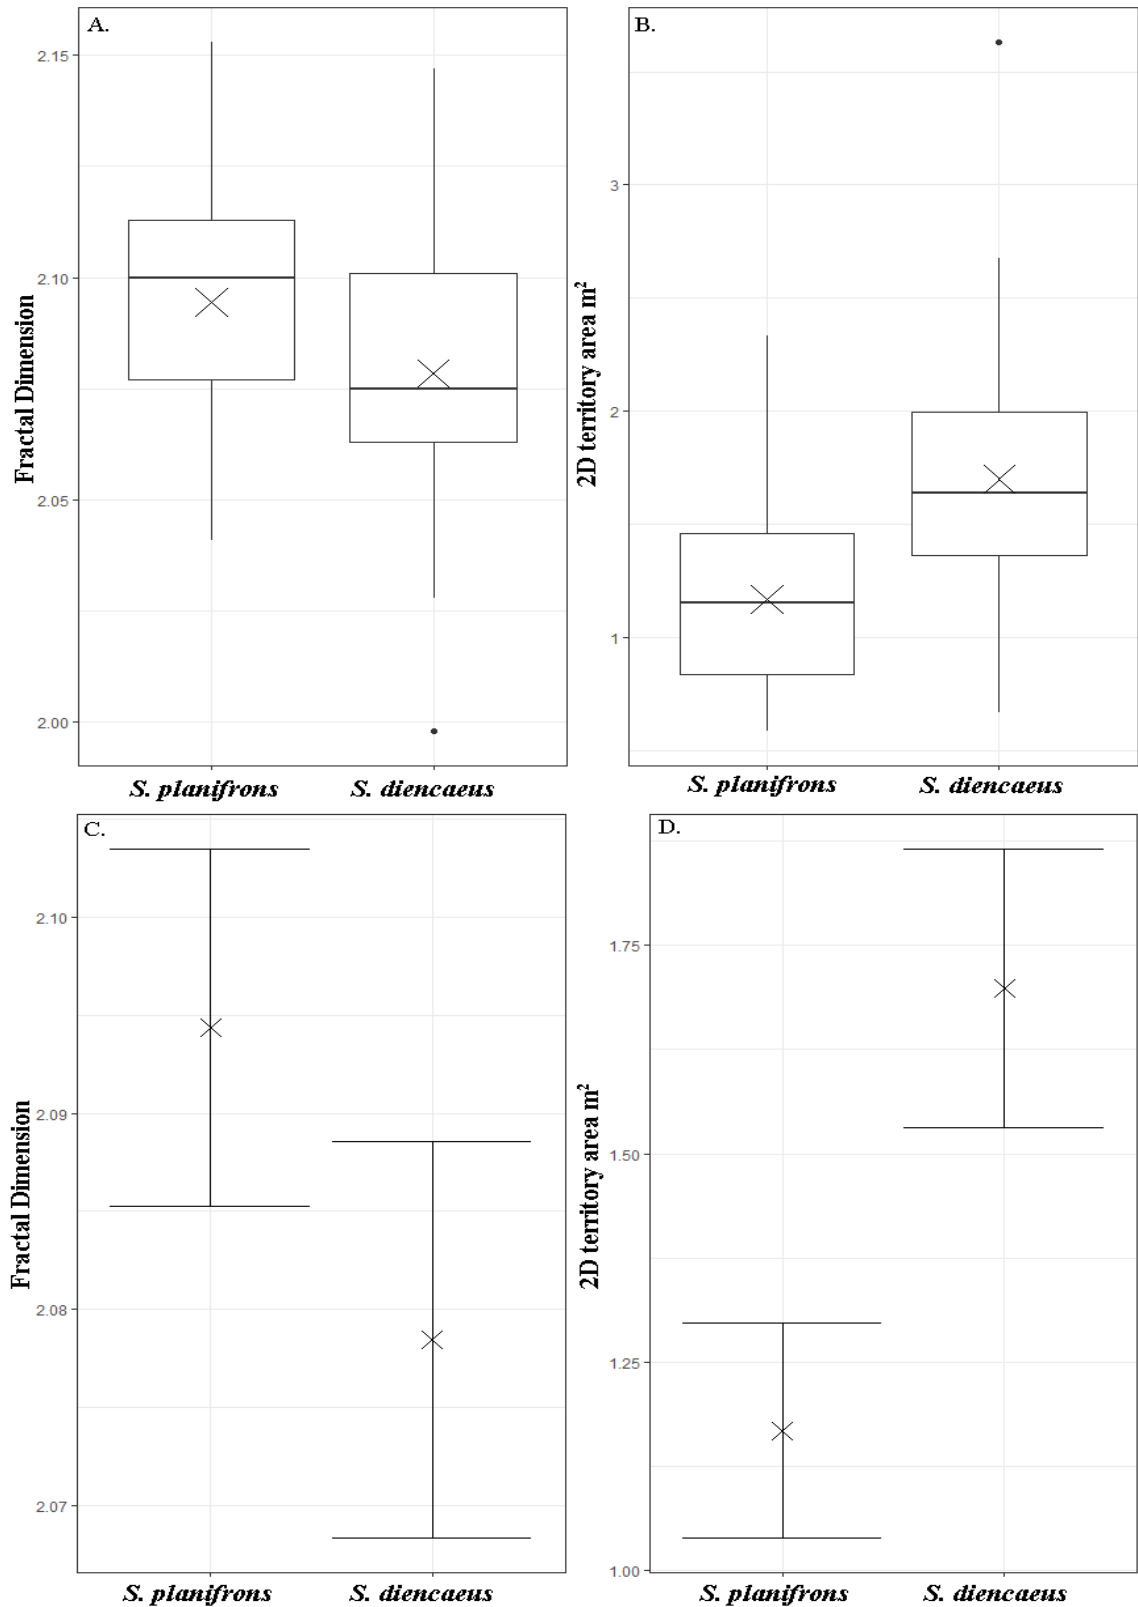 A.
2.15
2.10
2.05
2.00
Fractal Dimension
S. planifrons
S. diencaeus
B.
3
2
1
2D territory area m²
S. planifrons
S. diencaeus
C.
2.10
2.09
2.08
2.07
Fractal Dimension
S. planifrons
S. diencaeus
D.
1.75
1.50
1.25
1.00
2D territory area m²
S. planifrons
S. diencaeus